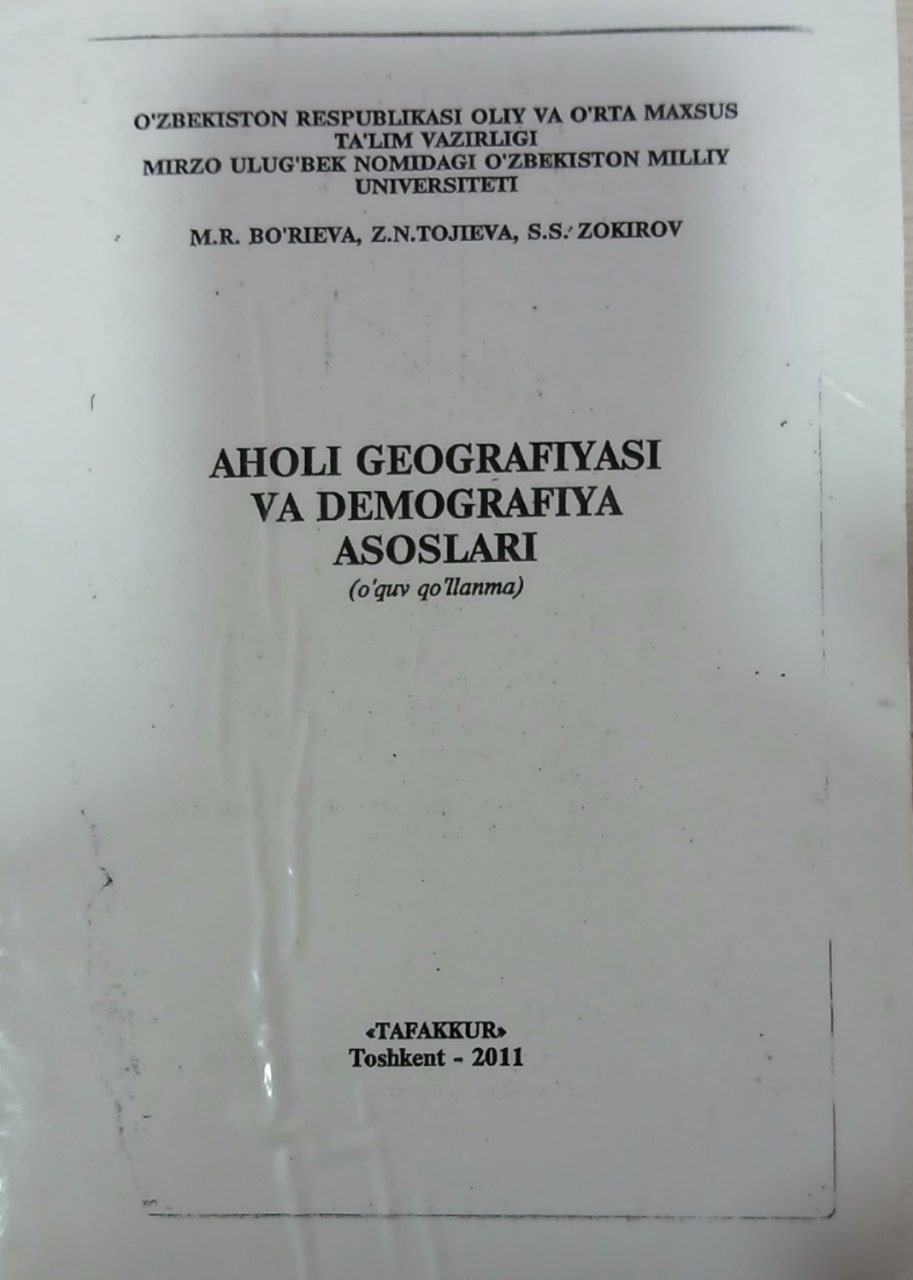 O'ZBEKISTON RESPUBLIKASI OLIY VA O'RTA MAXSUS
TA'LIM VAZIRLIGI
MIRZO ULUG'BEK NOMIDAGI O'ZBEKISTON MILLIY
UNIVERSITETI
M.R. BO'RIEVA, Z.N.TOJIEVA, S.S. ZOKIROV
AHOLI GEOGRAFIYASI
VA DEMOGRAFIYA
ASOSLARI
(o'quv qo'llanma)
«TAFAKKUR»
Toshkent - 2011